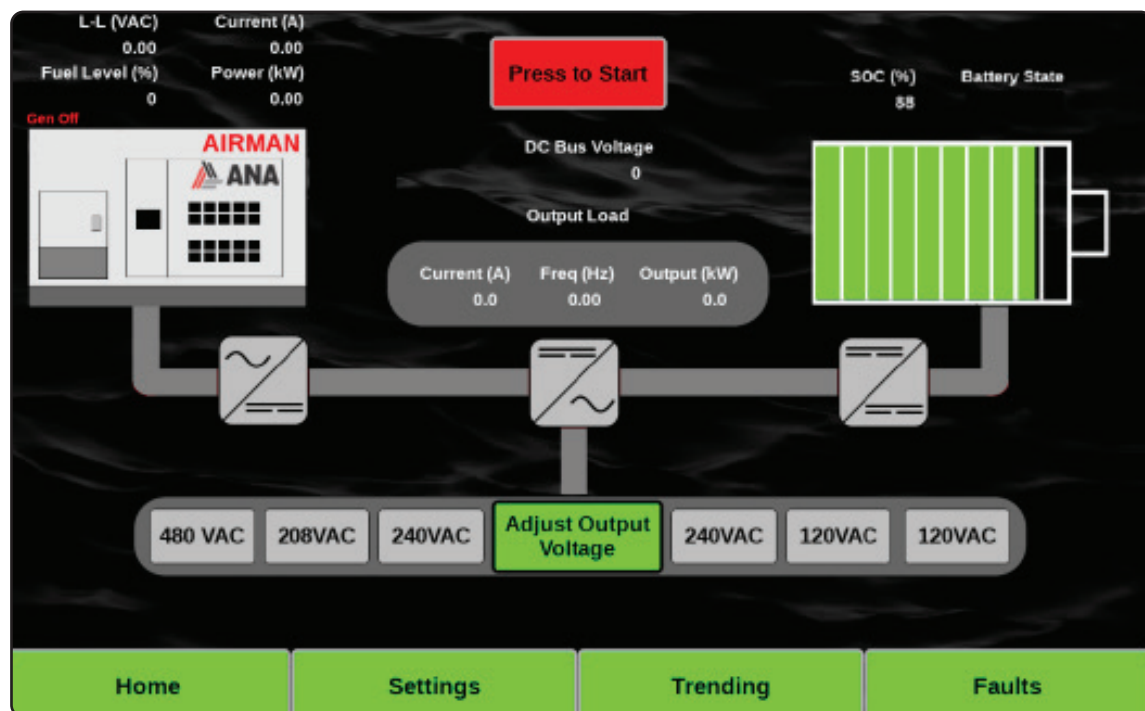 L-L (VAC) Current (A)
0.00 0.00
Fuel Level (%) Power (kW)
0 0.00
Gen Off
AIRMAN
ANA
Press to Start
DC Bus Voltage
0
Output Load
Current (A) Freq (Hz) Output (kW)
0.0 0.00 0.0
SOC (%) Battery State
88
480 VAC 208VAC 240VAC Adjust Output Voltage 240VAC 120VAC 120VAC
Home Settings Trending Faults